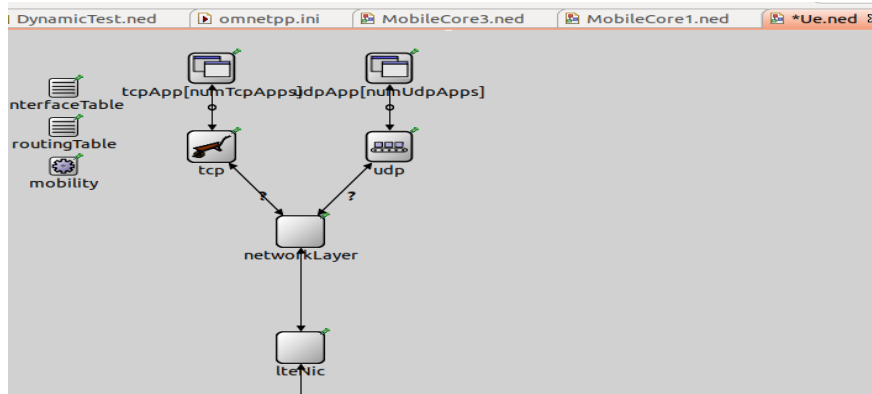 DynamicTest.ned omnetpp.ini MobileCore3.ned MobileCore1.ned *Ue.ned
tcpApp[numTcpApps] udpApp[numUdpApps]
nterfaceTable
routingTable
mobility
tcp
udp
?
?
networkLayer
lteNic